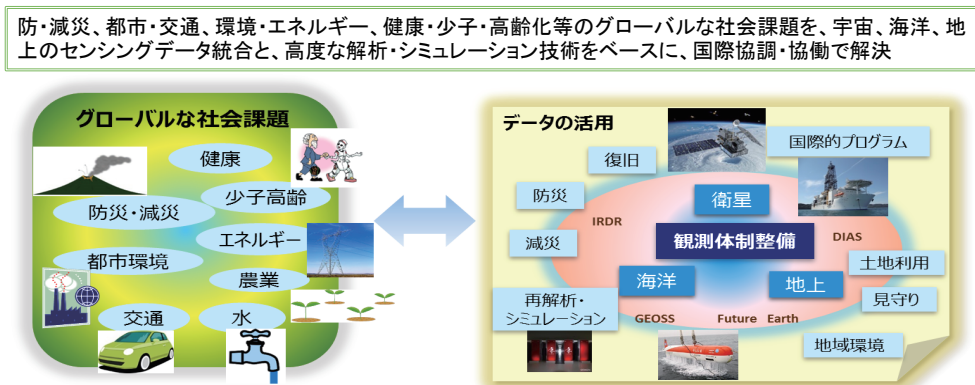 防・減災、都市・交通、環境・エネルギー、健康・少子・高齢化等のグローバルな社会課題を、宇宙、海洋、地
上のセンシングデータ統合と、高度な解析・シミュレーション技術をベースに、国際協調・協働で解決
グローバルな社会課題
健康
少子高齢
防災・減災
エネルギー
都市環境
農業
交通
水
データの活用
国際的プログラム
復旧
防災
衛星
IRDR
減災
観測体制整備
DIAS
土地利用
海洋
地上
見守り
再解析・
シミュレーション
GEOSS
Future Earth
地域環境